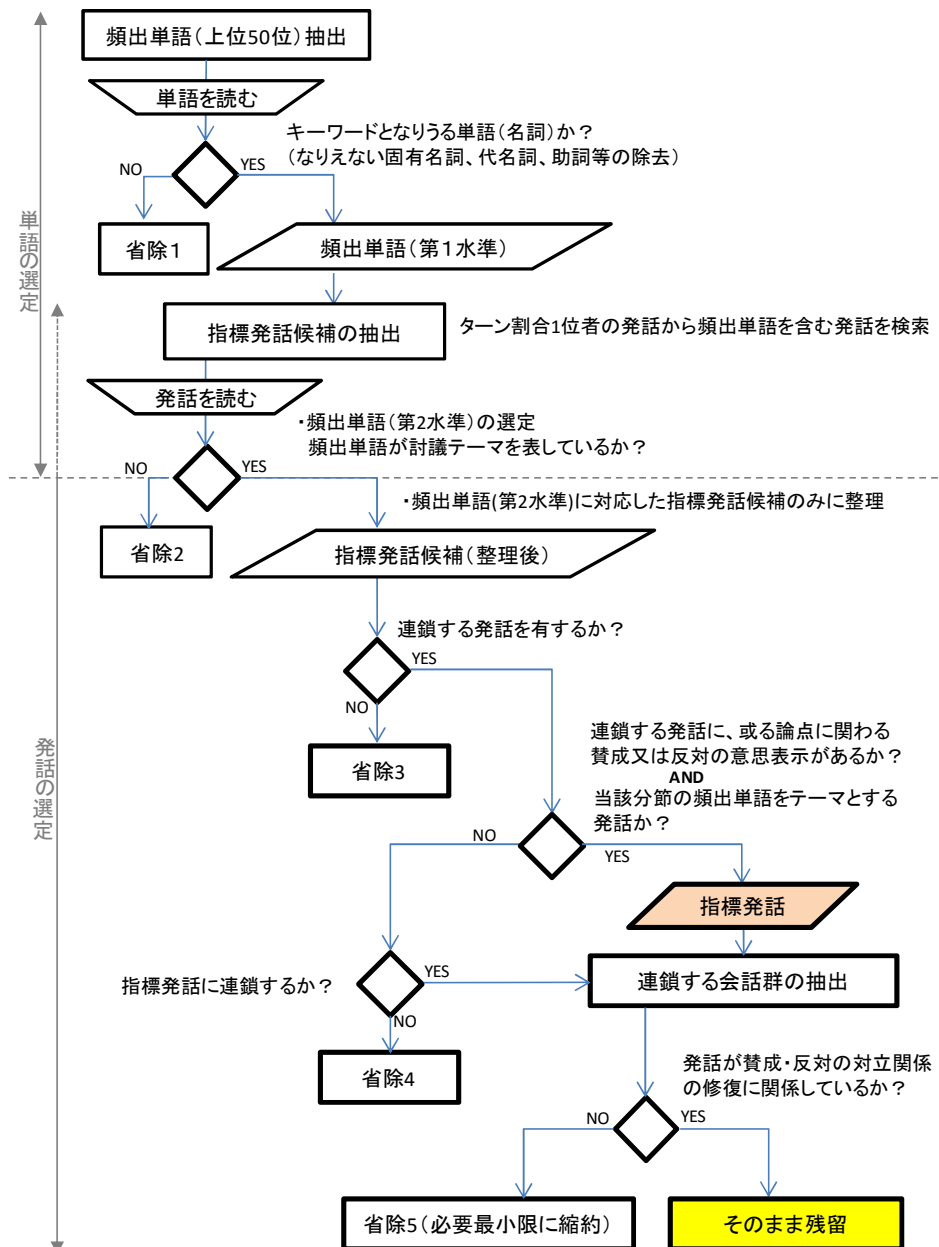 頻出単語(上位50位)抽出
単語を読む
キーワードとなりうる単語(名詞)か?
(なりえない固有名詞、代名詞、助詞等の除去)
NO
YES
省除1
頻出単語(第1水準)
単語の選定
指標発話候補の抽出
ターン割合1位者の発話から頻出単語を含む発話を検索
発話を読む
・頻出単語(第2水準)の選定
頻出単語が討議テーマを表しているか?
NO
YES
・頻出単語(第2水準)に対応した指標発話候補のみに整理
省除2
指標発話候補(整理後)
連鎖する発話を有するか?
YES
NO
省除3
発話の選定
連鎖する発話に、或る論点に関わる
賛成又は反対の意思表示があるか?
AND
当該分節の頻出単語をテーマとする
発話か?
NO
YES
指標発話
指標発話に連鎖するか?
YES
連鎖する会話群の抽出
NO
省除4
発話が賛成・反対の対立関係
の修復に関係しているか?
NO
YES
省除5(必要最小限に縮約)
そのまま残留